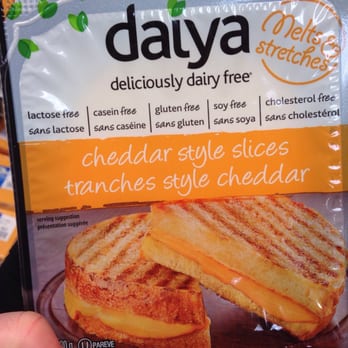 daiya
Melts &
stretches
deliciously dairy free
lactose free | casein free | gluten free | soy free | cholesterol free
sans lactose | sans caséine | sans gluten | sans soya | sans cholestérol
cheddar style slices
tranches style cheddar
serving suggestion
présentation suggérée
U PAREVE